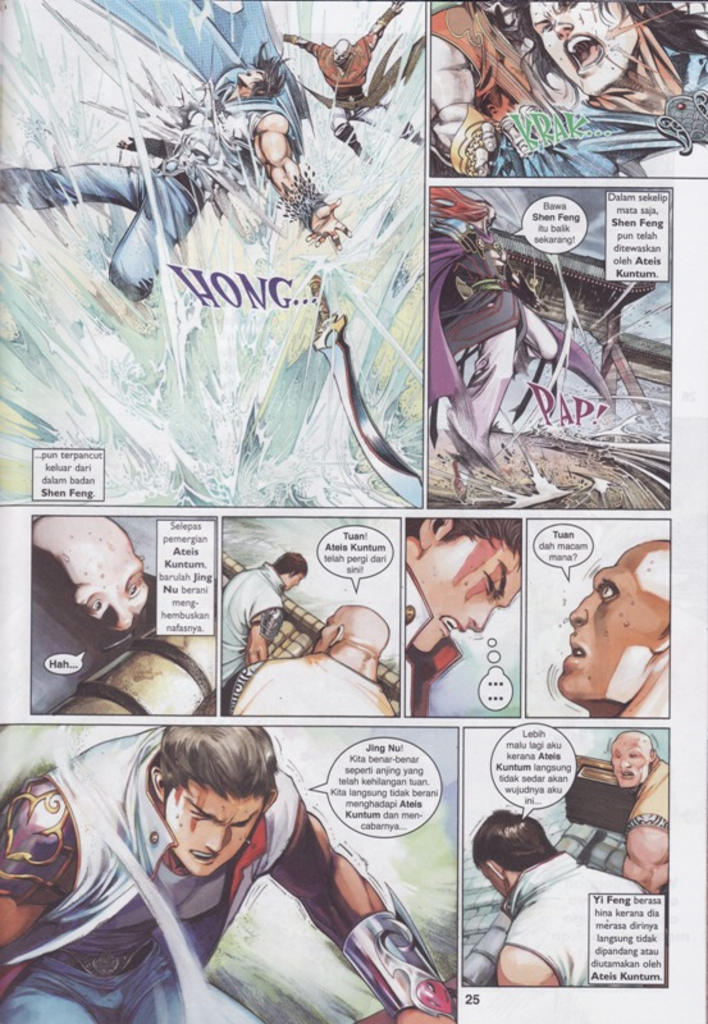 HONG...
...pun terpancut
keluar dari
dalam badan
Shen Feng.
KRAK...
Bawa
Shen Feng
itu balik
sekarang!
Dalam sekelip
mata saja,
Shen Feng
pun telah
ditewaskan
oleh Ateis
Kuntum.
PAP!
Selepas
pemergian
Ateis
Kuntum,
barulah Jing
Nu berani
meng-
hembuskan
nafasnya.
Hah...
Tuan!
Ateis Kuntum
telah pergi dari
sini!
...
...
Tuan
dah macam
mana?
Jing Nu!
Kita benar-benar
seperti anjing yang
telah kehilangan rumah.
Kita langsung tidak berani
menghadapi Ateis
Kuntum dan men-
cabarnya...
Lebih
malu lagi aku
kerana Ateis
Kuntum langsung
tidak sedar akan
wujudnya aku
ini...
Yi Feng berasa
hina kerana dia
merasa dirinya
langsung tidak
dipandang atau
diutamakan oleh
Ateis Kuntum.
25